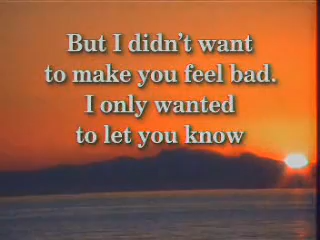 But I didn't want
to make you feel bad.
I only wanted
to let you know